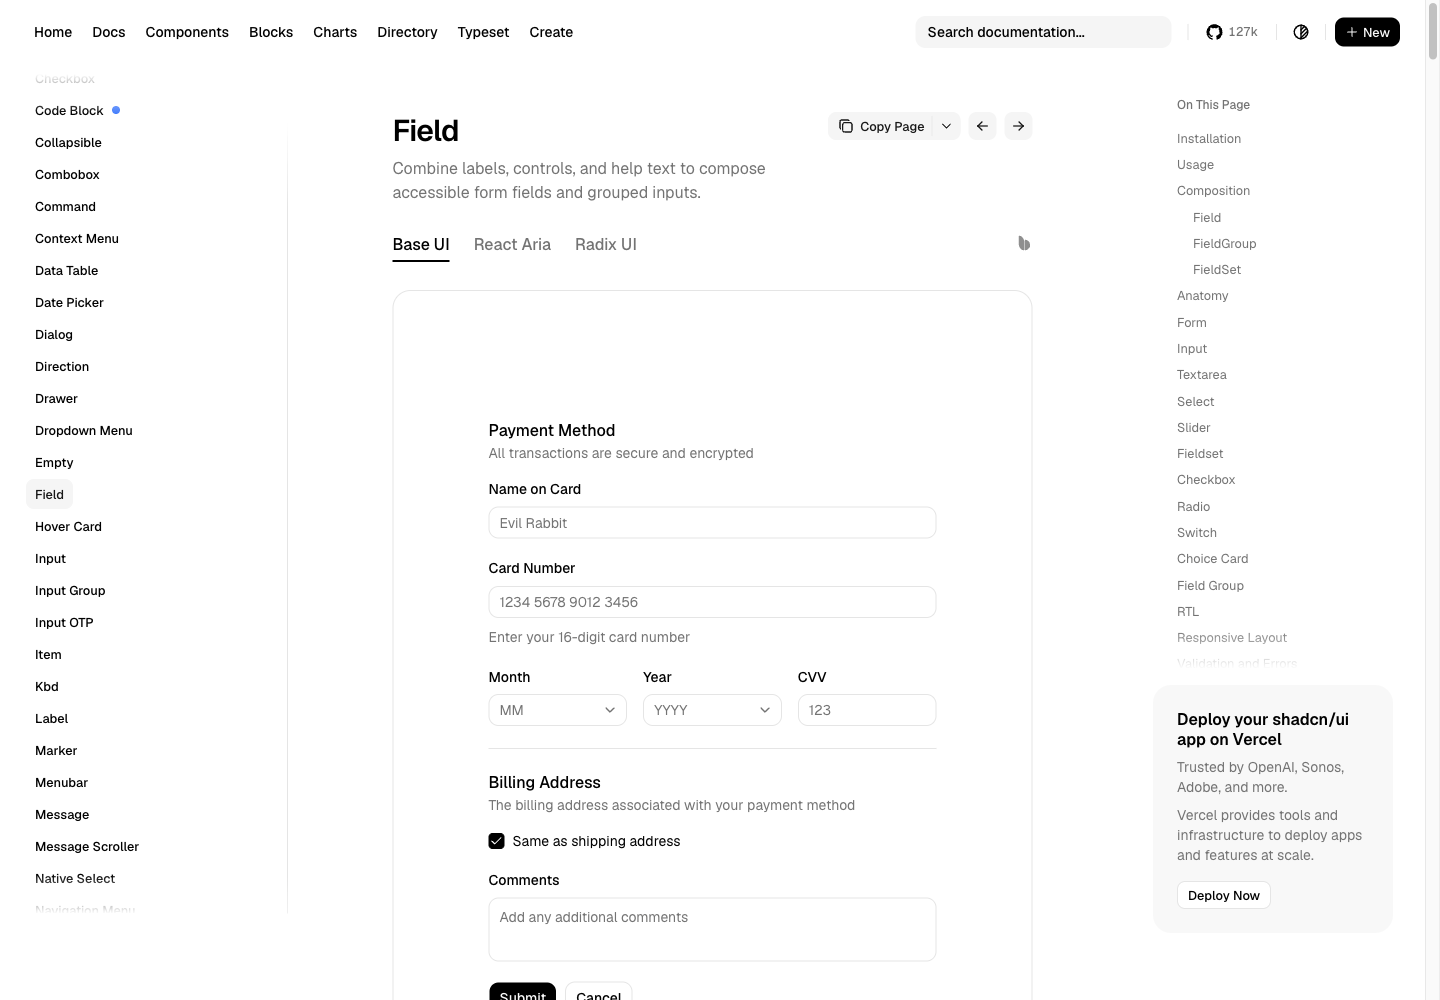 Home Docs Components Blocks Charts Directory Typeset Create
Search documentation...
127k
New
Checkbox
Code Block
Collapsible
Combobox
Command
Context Menu
Data Table
Date Picker
Dialog
Direction
Drawer
Dropdown Menu
Empty
Field
Hover Card
Input
Input Group
Input OTP
Item
Kbd
Label
Marker
Menubar
Message
Message Scroller
Native Select
Navigation Menu
Field
Copy Page
Combine labels, controls, and help text to compose
accessible form fields and grouped inputs.
Base UI React Aria Radix UI
Payment Method
All transactions are secure and encrypted
Name on Card
Evil Rabbit
Card Number
1234 5678 9012 3456
Enter your 16-digit card number
Month Year CVV
MM YYYY 123
Billing Address
The billing address associated with your payment method
Same as shipping address
Comments
Add any additional comments
Submit Cancel
On This Page
Installation
Usage
Composition
Field
FieldGroup
FieldSet
Anatomy
Form
Input
Textarea
Select
Slider
Fieldset
Checkbox
Radio
Switch
Choice Card
Field Group
RTL
Responsive Layout
Validation and Errors
Deploy your shadcn/ui
app on Vercel
Trusted by OpenAI, Sonos,
Adobe, and more.
Vercel provides tools and
infrastructure to deploy apps
and features at scale.
Deploy Now